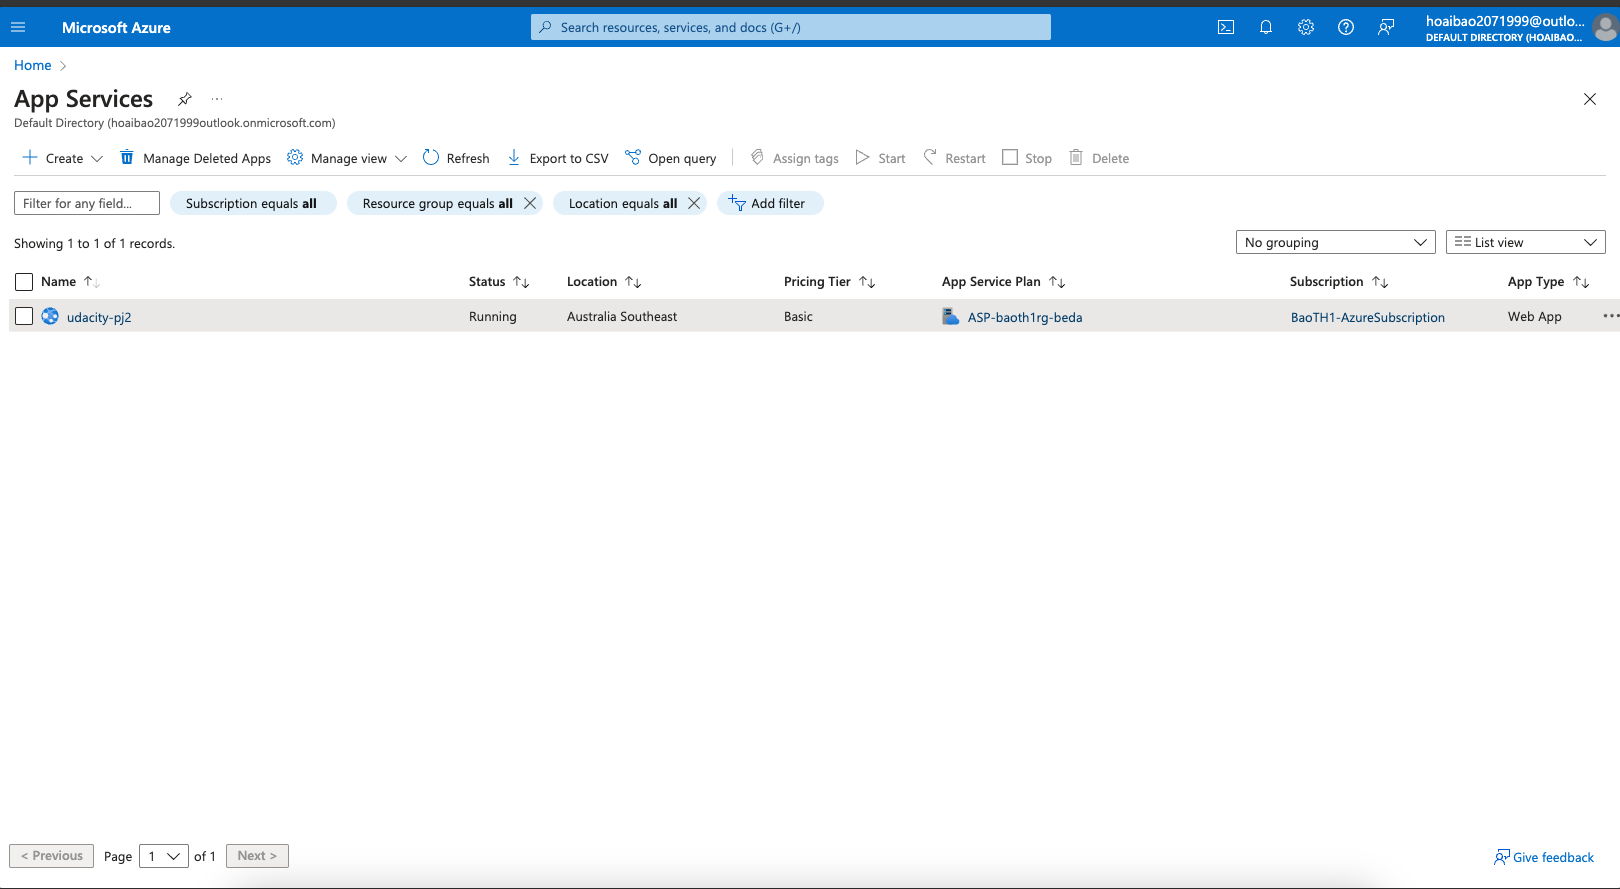 Microsoft Azure
Search resources, services, and docs (G+/)
hoaibao2071999@outlo...
DEFAULT DIRECTORY (HOAIBAO...
Home
App Services
Default Directory (hoaibao2071999outlook.onmicrosoft.com)
Create Manage Deleted Apps Manage view Refresh Export to CSV Open query Assign tags Start Restart Stop Delete
Filter for any field... Subscription equals all Resource group equals all Location equals all Add filter
Showing 1 to 1 of 1 records. No grouping List view
Name Status Location Pricing Tier App Service Plan Subscription App Type
udacity-pj2 Running Australia Southeast Basic ASP-baoth1rg-beda BaoTH1-AzureSubscription Web App
< Previous Page 1 of 1 Next > Give feedback